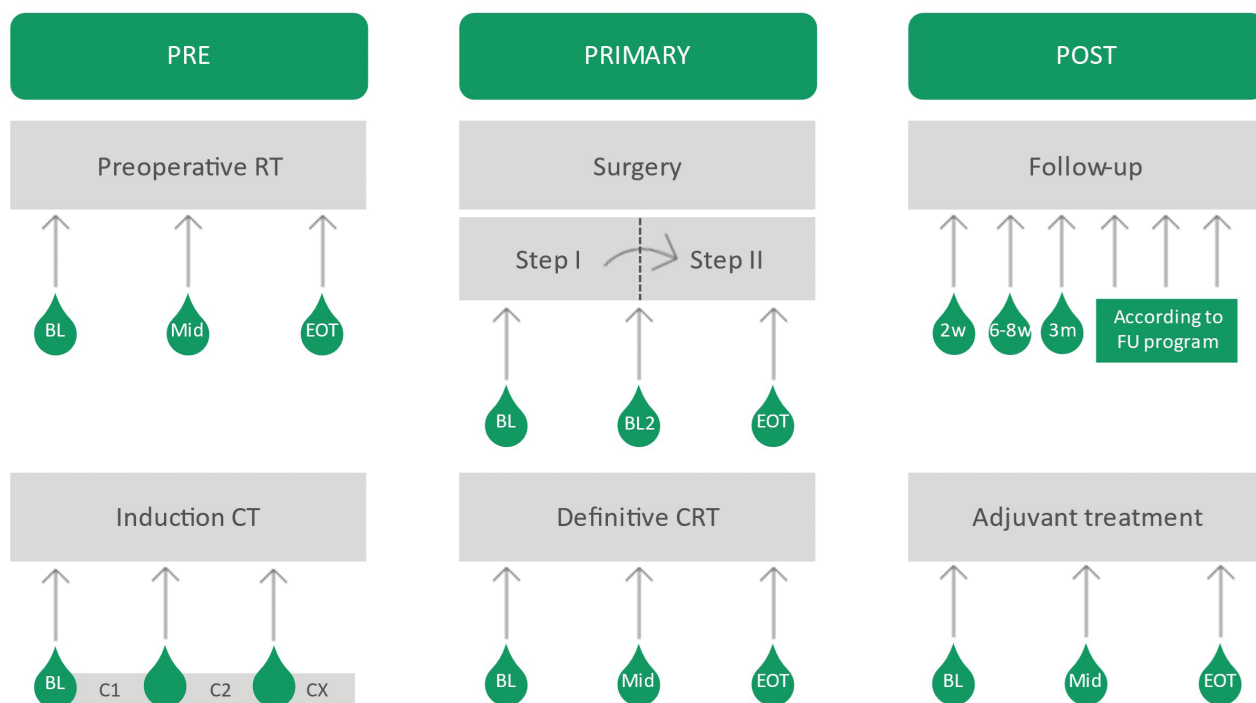 PRE
PRIMARY
POST
Preoperative RT
Surgery
Follow-up
Step I
Step II
BL
Mid
EOT
2w
6-8w
3m
According to
FU program
BL
BL2
EOT
Induction CT
Definitive CRT
Adjuvant treatment
BL
C1
C2
CX
BL
Mid
EOT
BL
Mid
EOT